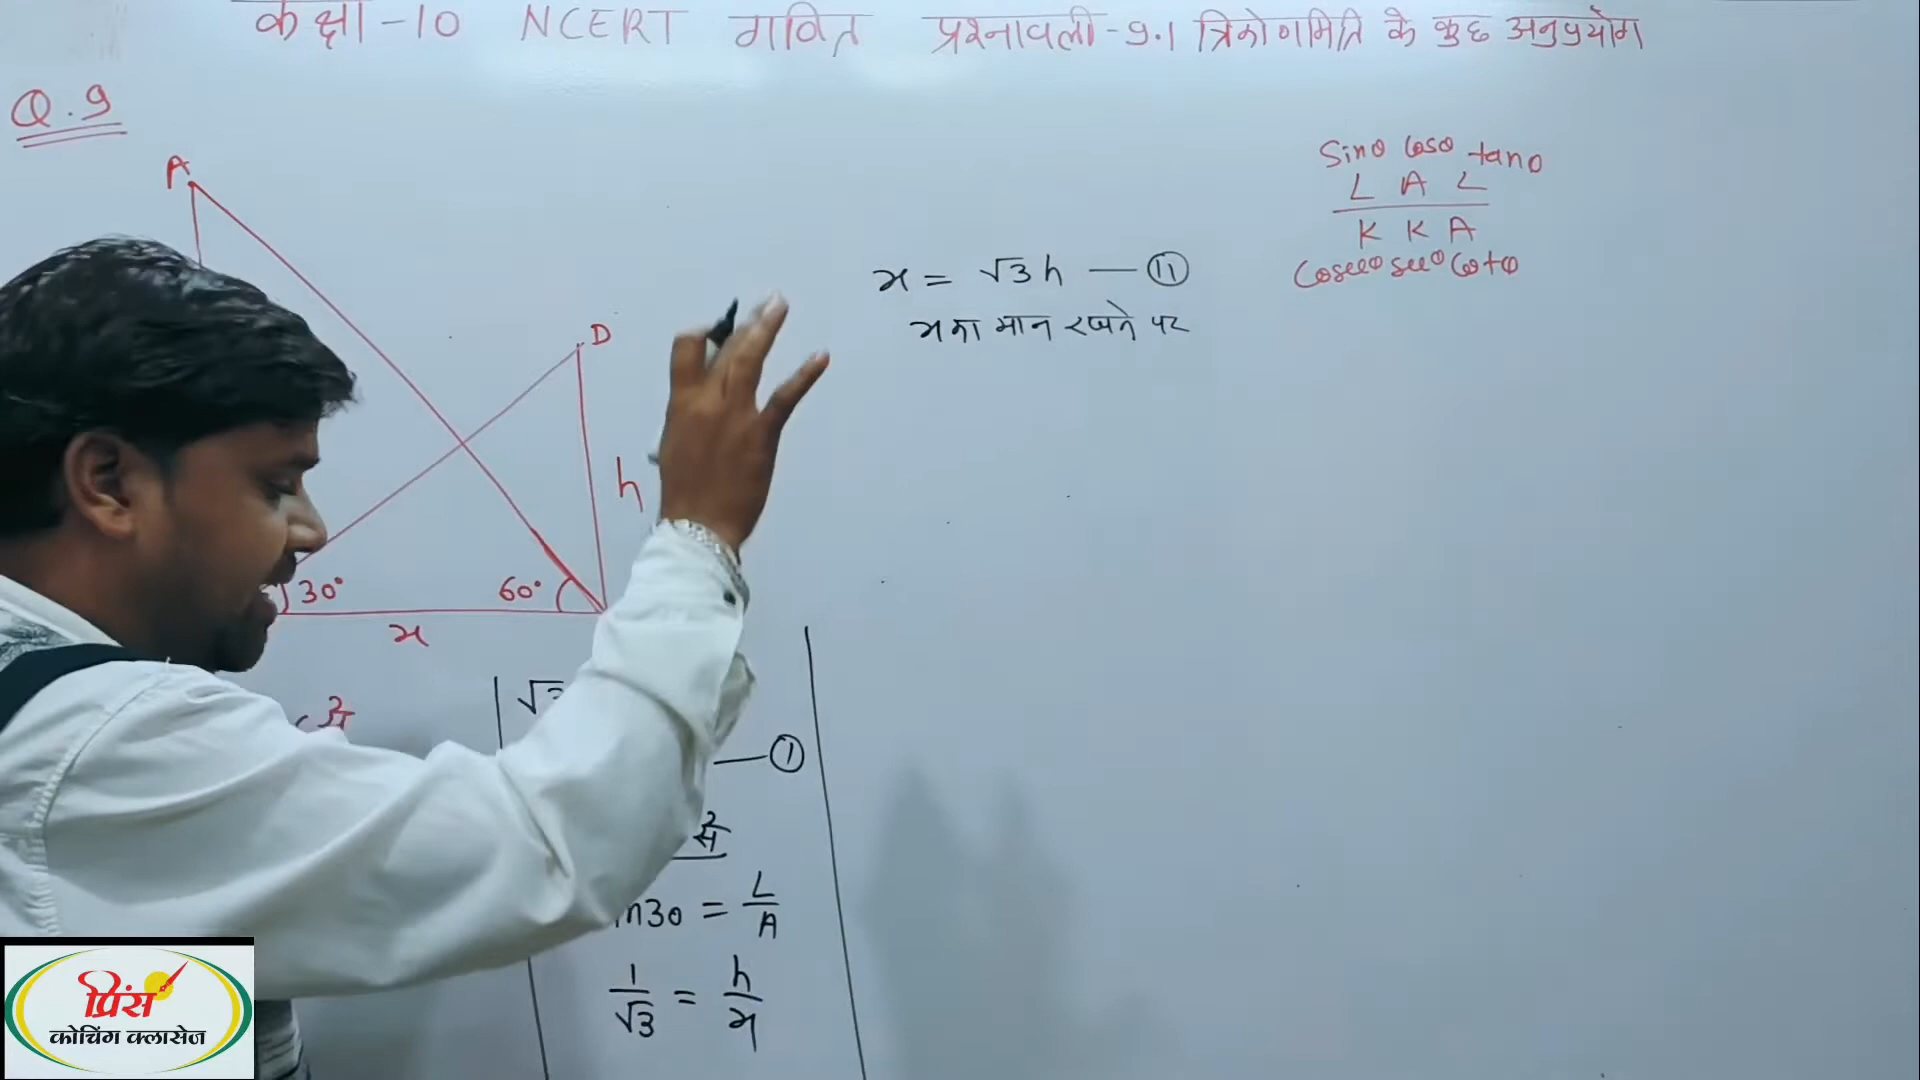 कक्षा-10 NCERT गणित प्रश्नावली-9.1 त्रिकोणमिति के कुछ अनुप्रयोग
Q.9
A
D
h
30° 60°
x
Sinθ Cosθ tanθ
L A L
K K A
Cosecθ secθ Cotθ
x = √3 h — (II)
x का मान रखने पर
से
√3
— (1)
से
n30 = L/A
1/√3 = h/x
प्रिंस
कोचिंग क्लासेज